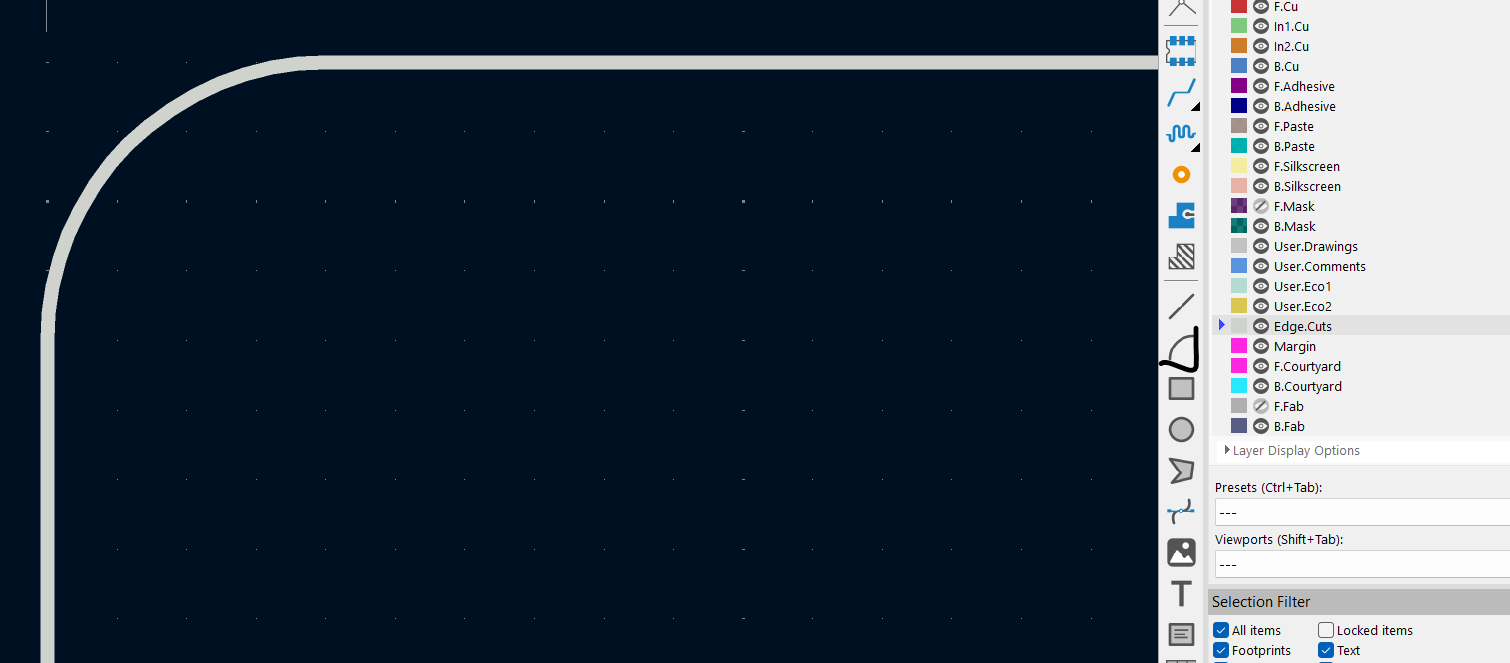 F.Cu
In1.Cu
In2.Cu
B.Cu
F.Adhesive
B.Adhesive
F.Paste
B.Paste
F.Silkscreen
B.Silkscreen
F.Mask
B.Mask
User.Drawings
User.Comments
User.Eco1
User.Eco2
Edge.Cuts
Margin
F.Courtyard
B.Courtyard
F.Fab
B.Fab
Layer Display Options
Presets (Ctrl+Tab):
---
Viewports (Shift+Tab):
---
Selection Filter
All items Locked items
Footprints Text